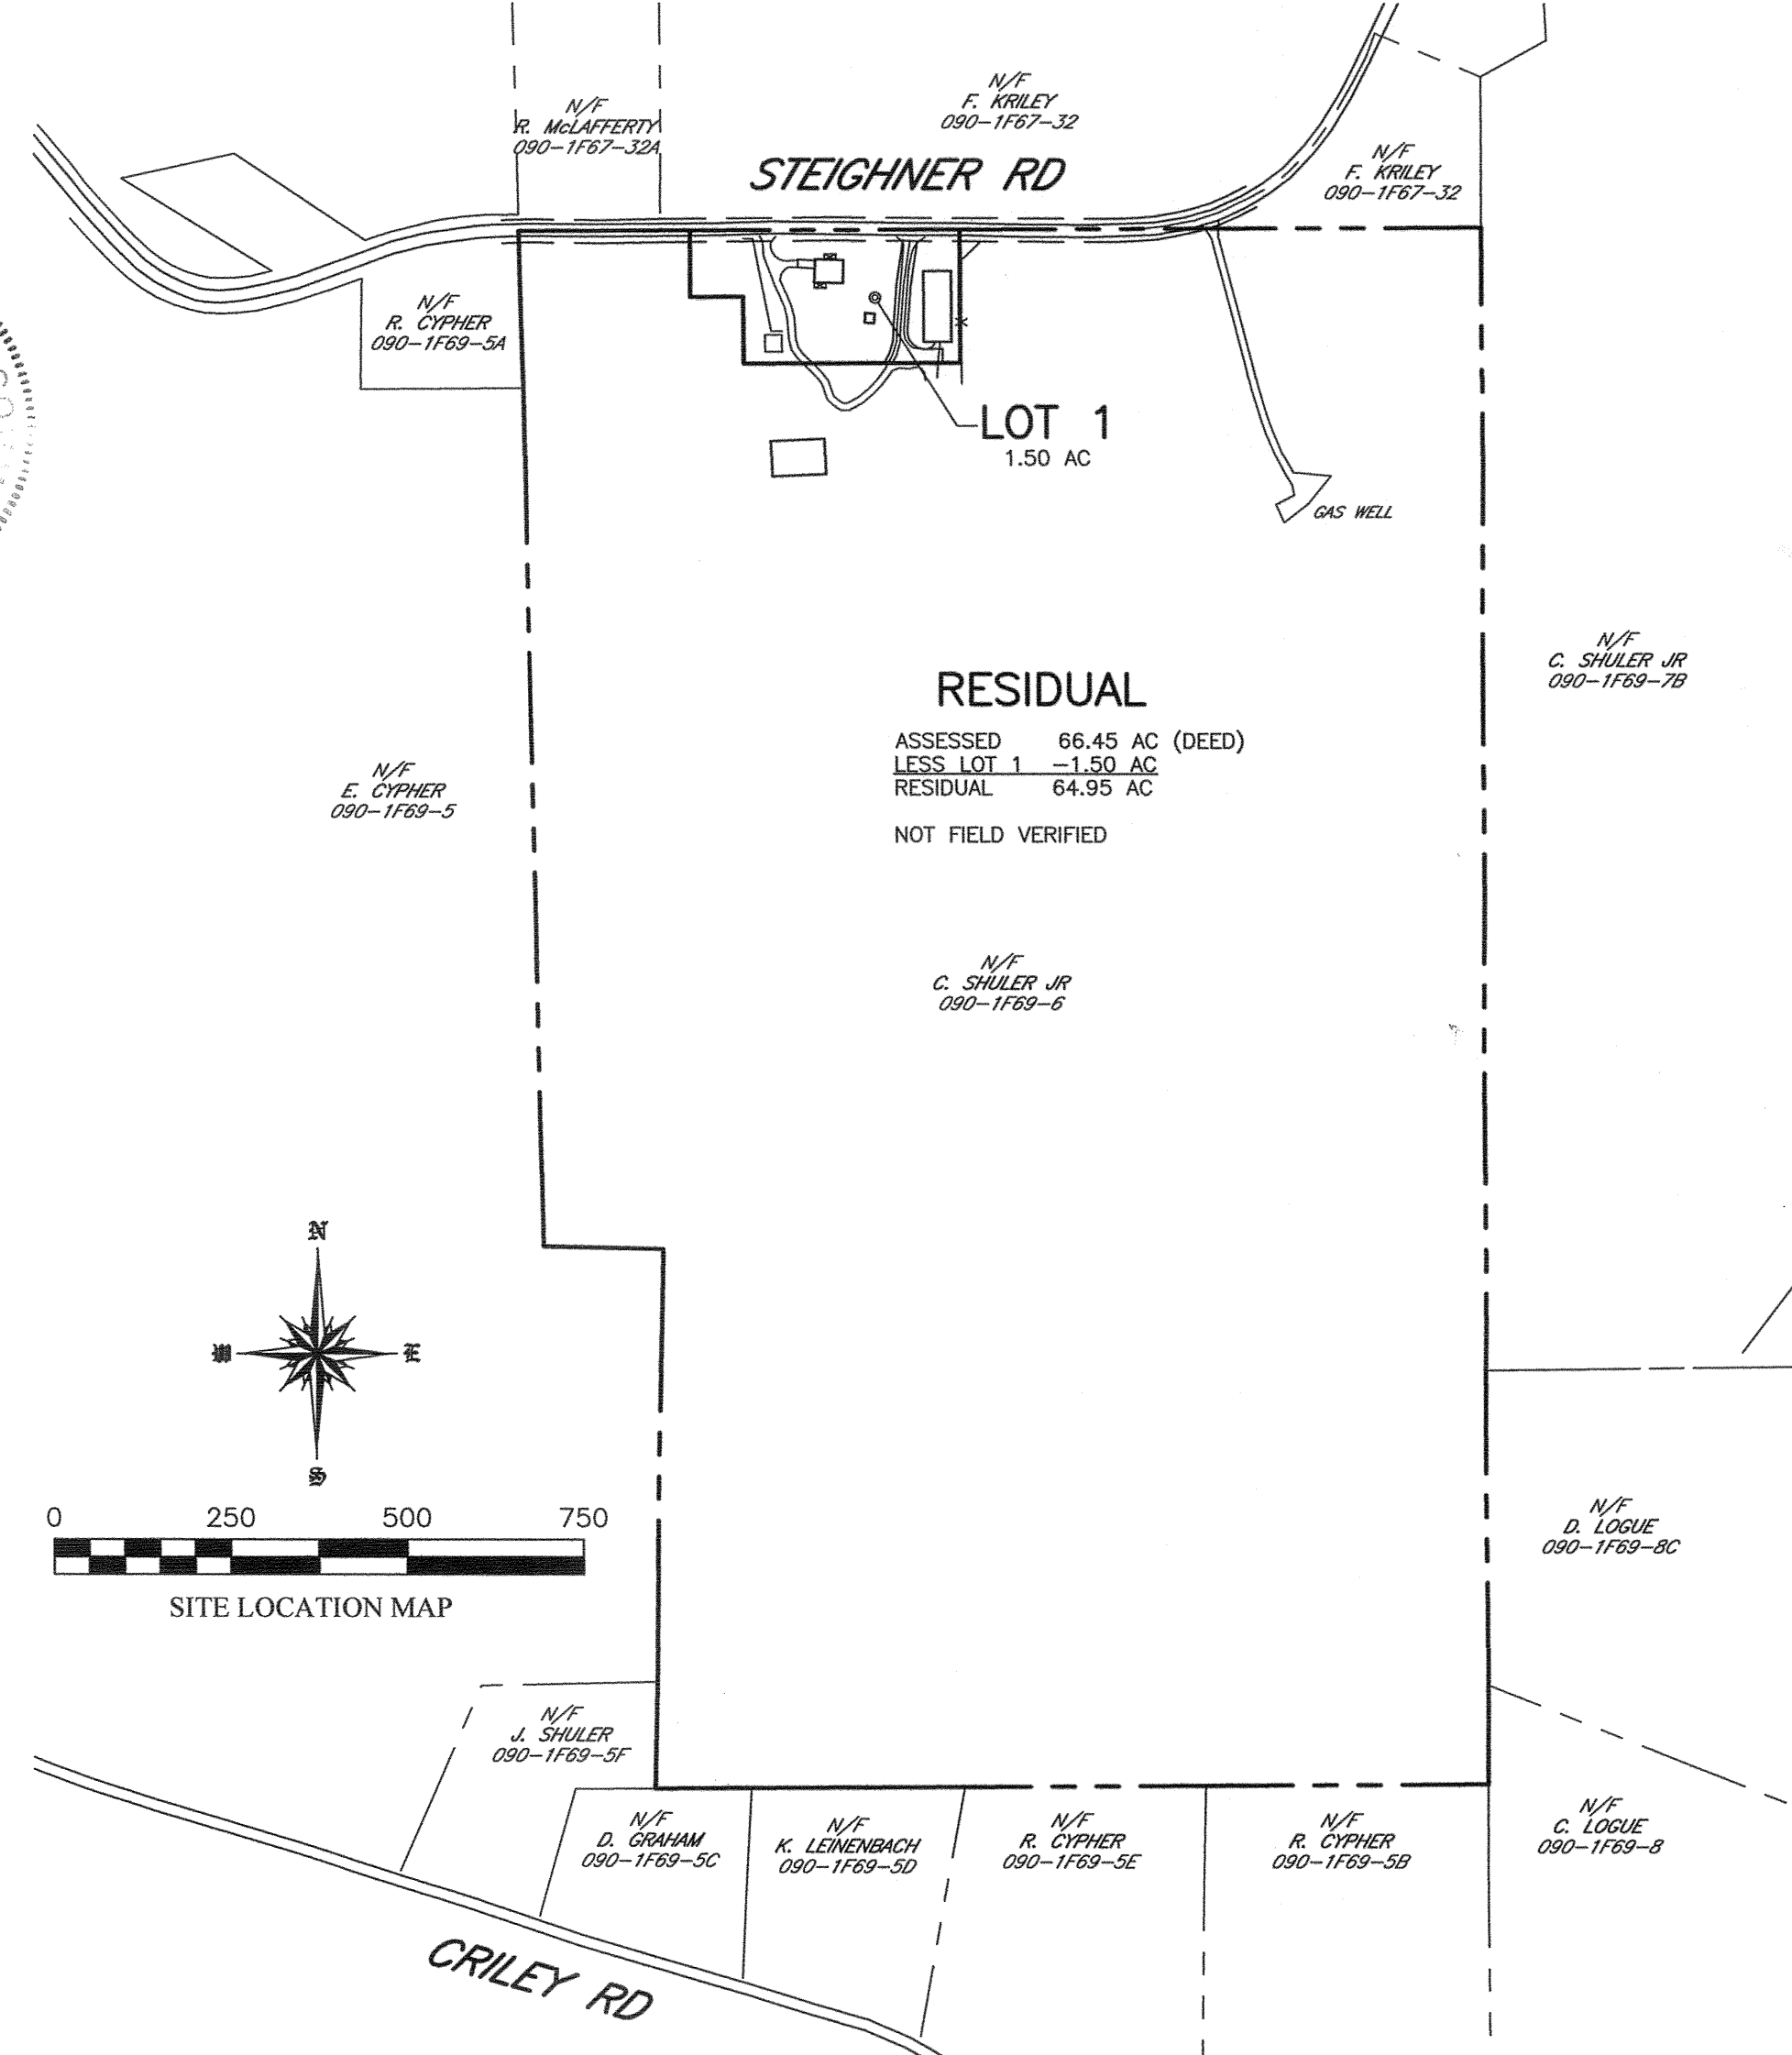 N/F
R. McLAFFERTY
090-1F67-32A
N/F
F. KRILEY
090-1F67-32
N/F
F. KRILEY
090-1F67-32
STEIGHNER RD
N/F
R. CYPHER
090-1F69-5A
LOT 1
1.50 AC
GAS WELL
N/F
C. SHULER JR
090-1F69-7B
RESIDUAL
ASSESSED 66.45 AC (DEED)
LESS LOT 1 -1.50 AC
RESIDUAL 64.95 AC
NOT FIELD VERIFIED
N/F
E. CYPHER
090-1F69-5
N/F
C. SHULER JR
090-1F69-6
N
W E
S
0 250 500 750
SITE LOCATION MAP
N/F
D. LOGUE
090-1F69-8C
N/F
J. SHULER
090-1F69-5F
N/F
D. GRAHAM
090-1F69-5C
N/F
K. LEINENBACH
090-1F69-5D
N/F
R. CYPHER
090-1F69-5E
N/F
R. CYPHER
090-1F69-5B
N/F
C. LOGUE
090-1F69-8
CRILEY RD